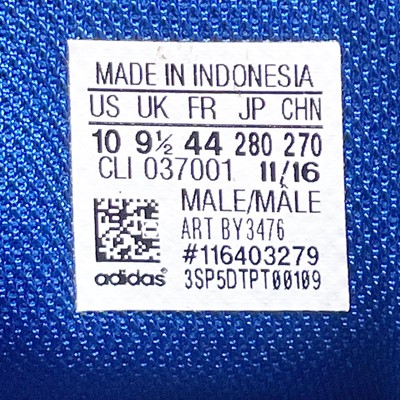 MADE IN INDONESIA
US UK FR JP CHN
10 9½ 44 280 270
CLI 037001 11/16
MALE/MÂLE
ART BY3476
#116403279
adidas® 3SP5DTPT00109